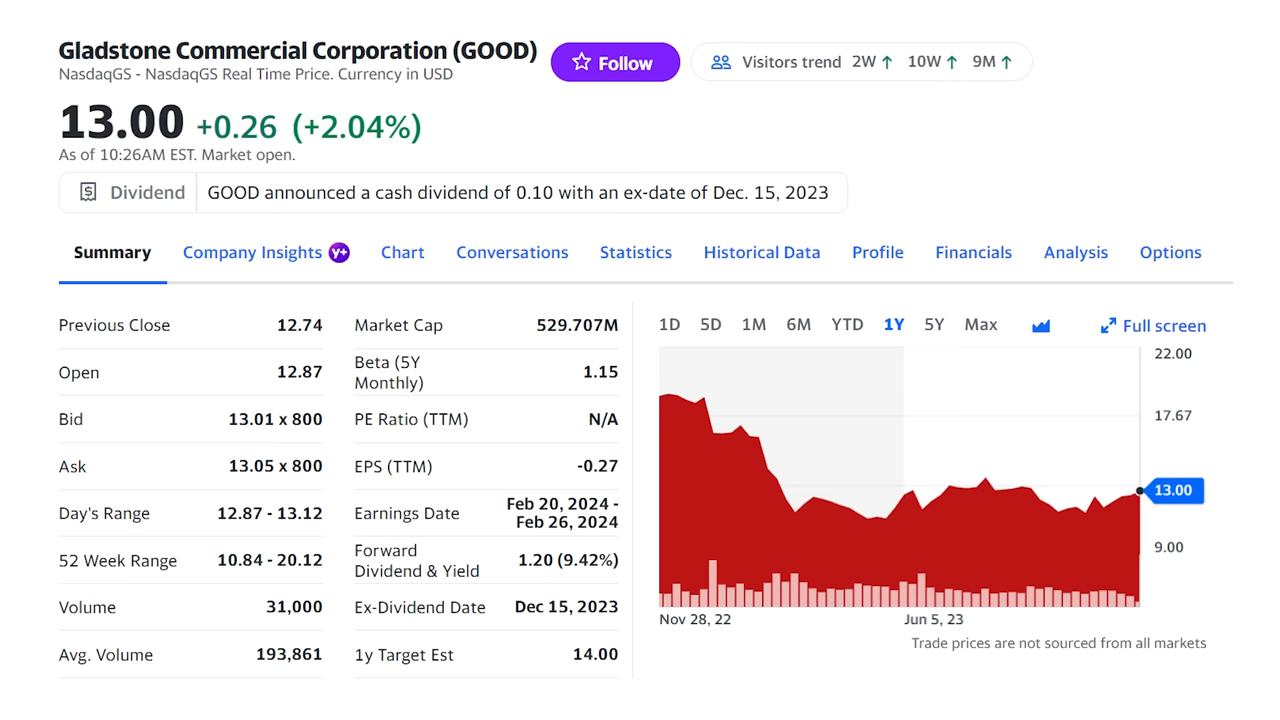 Gladstone Commercial Corporation (GOOD)
Follow
Visitors trend 2W ↑ 10W ↑ 9M ↑
NasdaqGS - NasdaqGS Real Time Price. Currency in USD
13.00 +0.26 (+2.04%)
As of 10:26AM EST. Market open.
Dividend GOOD announced a cash dividend of 0.10 with an ex-date of Dec. 15, 2023
Summary Company Insights y+ Chart Conversations Statistics Historical Data Profile Financials Analysis Options
Previous Close 12.74
Open 12.87
Bid 13.01 x 800
Ask 13.05 x 800
Day's Range 12.87 - 13.12
52 Week Range 10.84 - 20.12
Volume 31,000
Avg. Volume 193,861
Market Cap 529.707M
Beta (5Y
Monthly) 1.15
PE Ratio (TTM) N/A
EPS (TTM) -0.27
Earnings Date Feb 20, 2024 -
Feb 26, 2024
Forward
Dividend & Yield 1.20 (9.42%)
Ex-Dividend Date Dec 15, 2023
1y Target Est 14.00
1D 5D 1M 6M YTD 1Y 5Y Max Full screen
22.00
17.67
13.00
9.00
Nov 28, 22 Jun 5, 23
Trade prices are not sourced from all markets